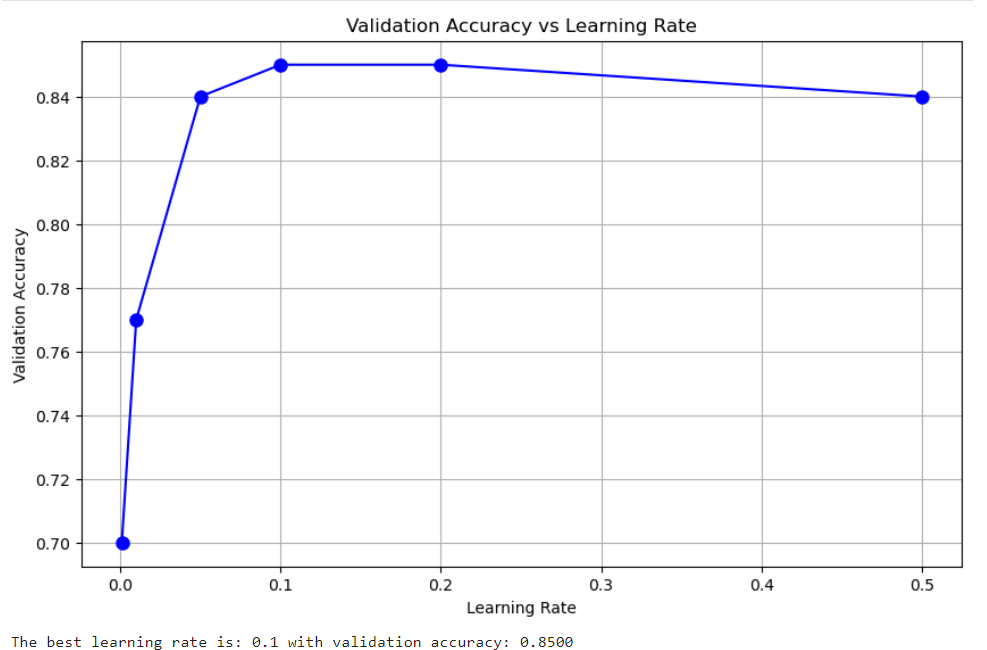 Validation Accuracy vs Learning Rate
0.84
0.82
0.80
0.78
0.76
0.74
0.72
0.70
Validation Accuracy
0.0 0.1 0.2 0.3 0.4 0.5
Learning Rate
The best learning rate is: 0.1 with validation accuracy: 0.8500